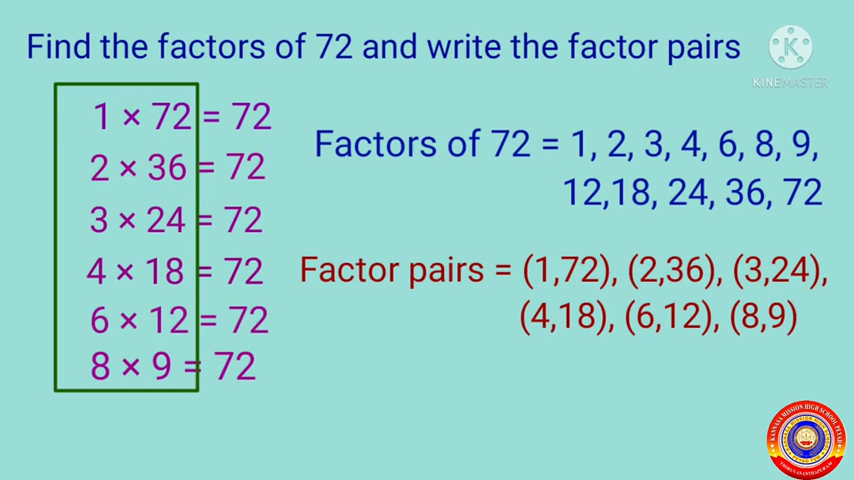 Find the factors of 72 and write the factor pairs
KINEMASTER
1 × 72 = 72
2 × 36 = 72
3 × 24 = 72
4 × 18 = 72
6 × 12 = 72
8 × 9 = 72
Factors of 72 = 1, 2, 3, 4, 6, 8, 9,
12,18, 24, 36, 72
Factor pairs = (1,72), (2,36), (3,24),
(4,18), (6,12), (8,9)